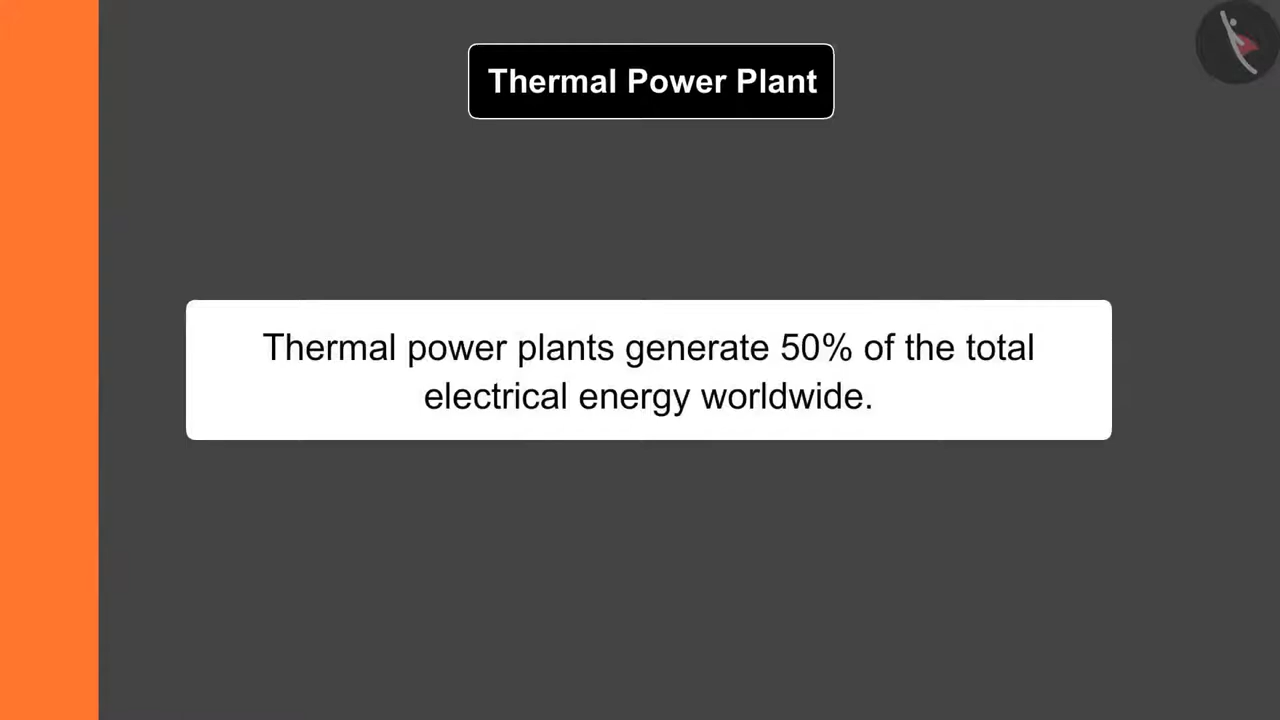 Thermal Power Plant
Thermal power plants generate 50% of the total
electrical energy worldwide.